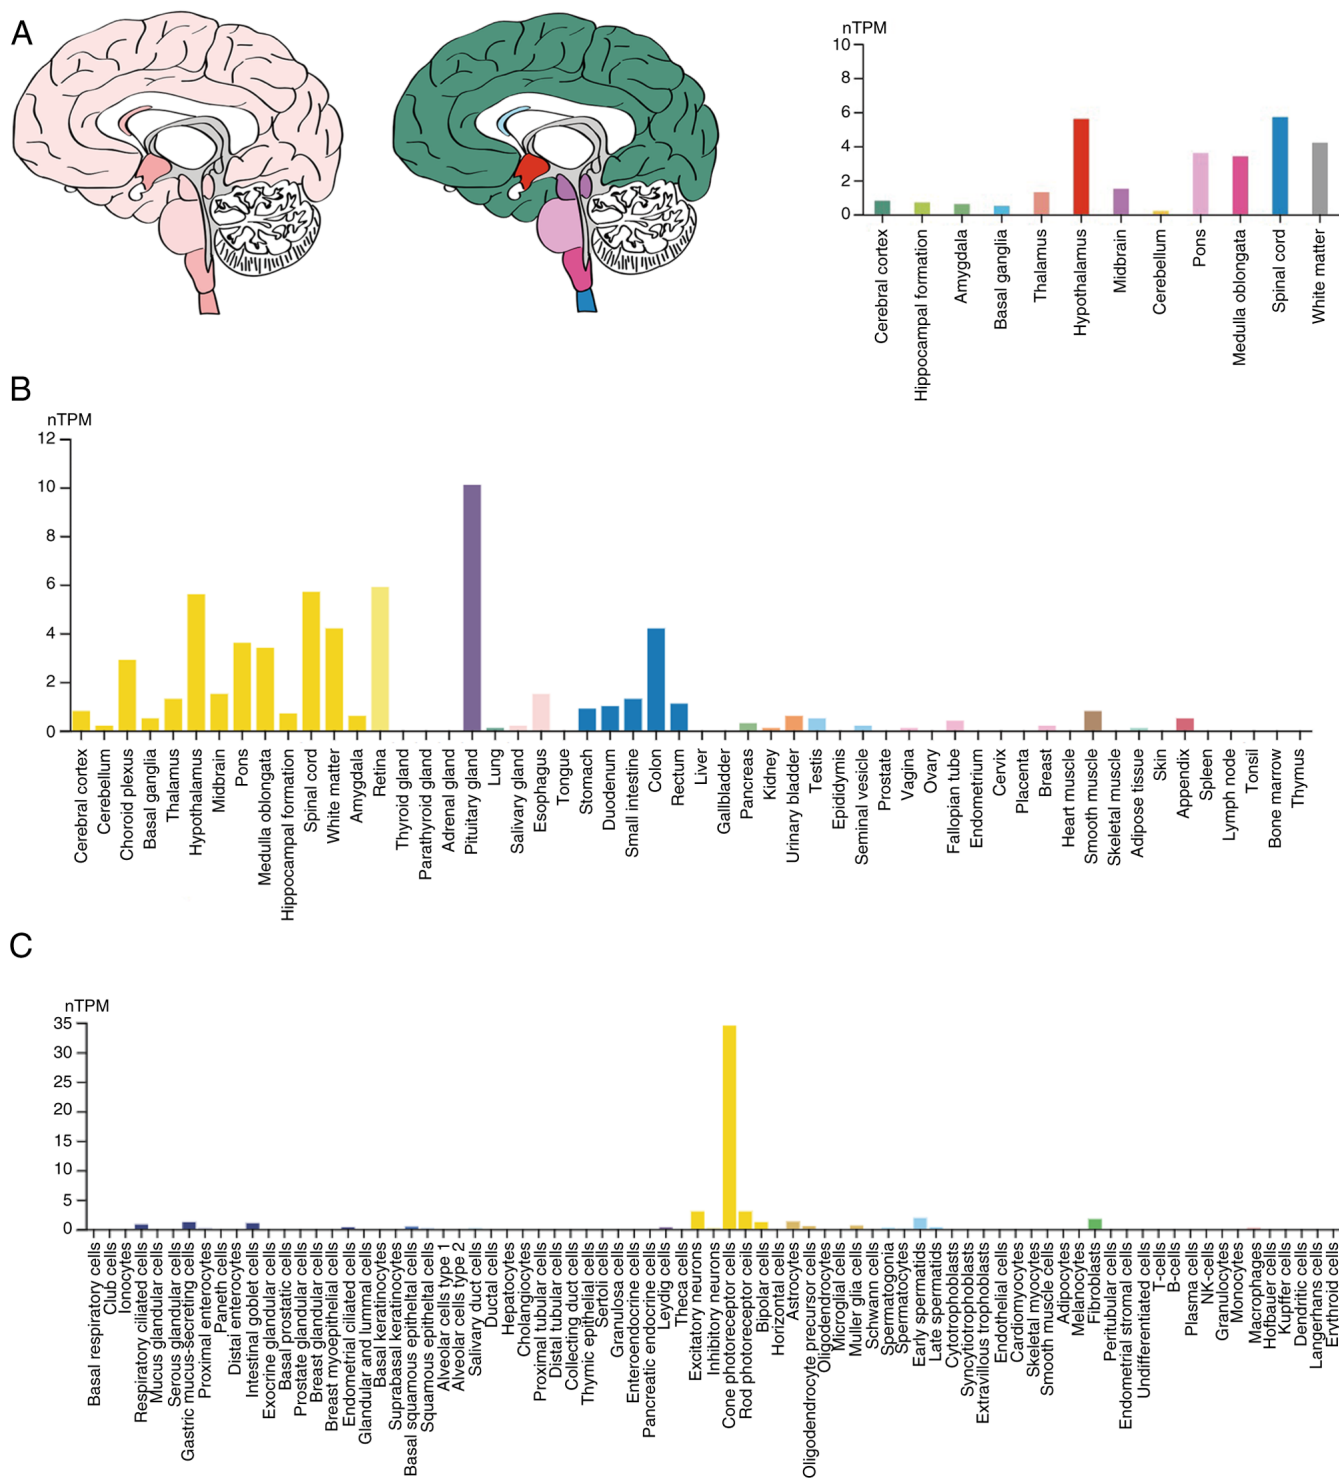 A
nTPM
10
8
6
4
2
0
Cerebral cortex
Hippocampal formation
Amygdala
Basal ganglia
Thalamus
Hypothalamus
Midbrain
Cerebellum
Pons
Medulla oblongata
Spinal cord
White matter
B
nTPM
12
10
8
6
4
2
0
Cerebral cortex
Cerebellum
Choroid plexus
Basal ganglia
Thalamus
Hypothalamus
Midbrain
Pons
Medulla oblongata
Hippocampal formation
Spinal cord
White matter
Amygdala
Retina
Thyroid gland
Parathyroid gland
Adrenal gland
Pituitary gland
Lung
Salivary gland
Esophagus
Tongue
Stomach
Duodenum
Small intestine
Colon
Rectum
Liver
Gallbladder
Pancreas
Kidney
Urinary bladder
Testis
Epididymis
Seminal vesicle
Prostate
Vagina
Ovary
Fallopian tube
Endometrium
Cervix
Placenta
Breast
Heart muscle
Smooth muscle
Skeletal muscle
Adipose tissue
Skin
Appendix
Spleen
Lymph node
Tonsil
Bone marrow
Thymus
C
nTPM
35
30
25
20
15
10
5
0
Basal respiratory cells
Club cells
Ionocytes
Respiratory ciliated cells
Mucus glandular cells
Serous glandular cells
Gastric mucus-secreting cells
Proximal enterocytes
Paneth cells
Distal enterocytes
Intestinal goblet cells
Exocrine glandular cells
Basal prostatic cells
Prostate glandular cells
Breast glandular cells
Breast myoepithelial cells
Endometrial ciliated cells
Glandular and luminal cells
Basal keratinocytes
Suprabasal keratinocytes
Basal squamous epithelial cells
Squamous epitheltal cells
Alveolar cells type 1
Alveolar cells type 2
Salivary duct cells
Ductal cells
Hepatocytes
Cholangiocytes
Proximal tubular cells
Distal tubular cells
Collecting duct cells
Thymic epithelial cells
Sertoli cells
Granulosa cells
Enteroendocrine cells
Pancreatic endocrine cells
Leydig cells
Theca cells
Excitatory neurons
Inhibitory neurons
Cone photoreceptor cells
Rod photoreceptor cells
Bipolar cells
Horizontal cells
Astrocytes
Oligodendrocyte precursor cells
Oligodendrocytes
Microglial cells
Muller glia cells
Schwann cells
Spermatogonia
Spermatocytes
Early spermatids
Late spermatids
Cytotrophoblasts
Syncytiotrophoblasts
Extravillous trophoblasts
Endothelial cells
Cardiomyocytes
Skeletal myocytes
Smooth muscle cells
Adipocytes
Melanocytes
Fibroblasts
Peritubular cells
Endometrial stromal cells
Undifferentiated cells
T-cells
B-cells
Plasma cells
NK-cells
Granulocytes
Monocytes
Macrophages
Hofbauer cells
Kupffer cells
Dendritic cells
Langerhans cells
Erythroid cells